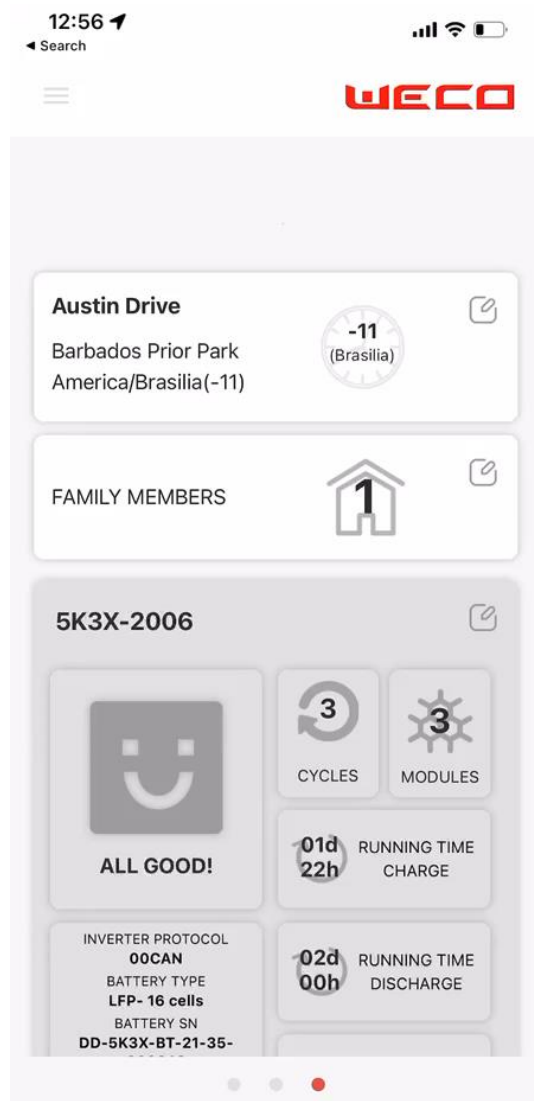 12:56
◀ Search
WECO
Austin Drive
Barbados Prior Park
America/Brasilia(-11)
-11
(Brasilia)
FAMILY MEMBERS
1
5K3X-2006
ALL GOOD!
3
CYCLES
3
MODULES
01d
22h
RUNNING TIME
CHARGE
INVERTER PROTOCOL
00CAN
BATTERY TYPE
LFP- 16 cells
BATTERY SN
DD-5K3X-BT-21-35-
02d
00h
RUNNING TIME
DISCHARGE